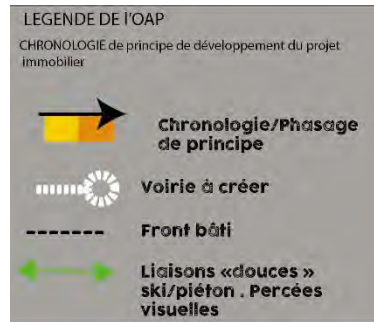 LEGENDE DE l'OAP
CHRONOLOGIE de principe de développement du projet
immobilier
Chronologie/Phasage
de principe
Voirie à créer
Front bâti
Liaisons «douces »
ski/piéton . Percées
visuelles